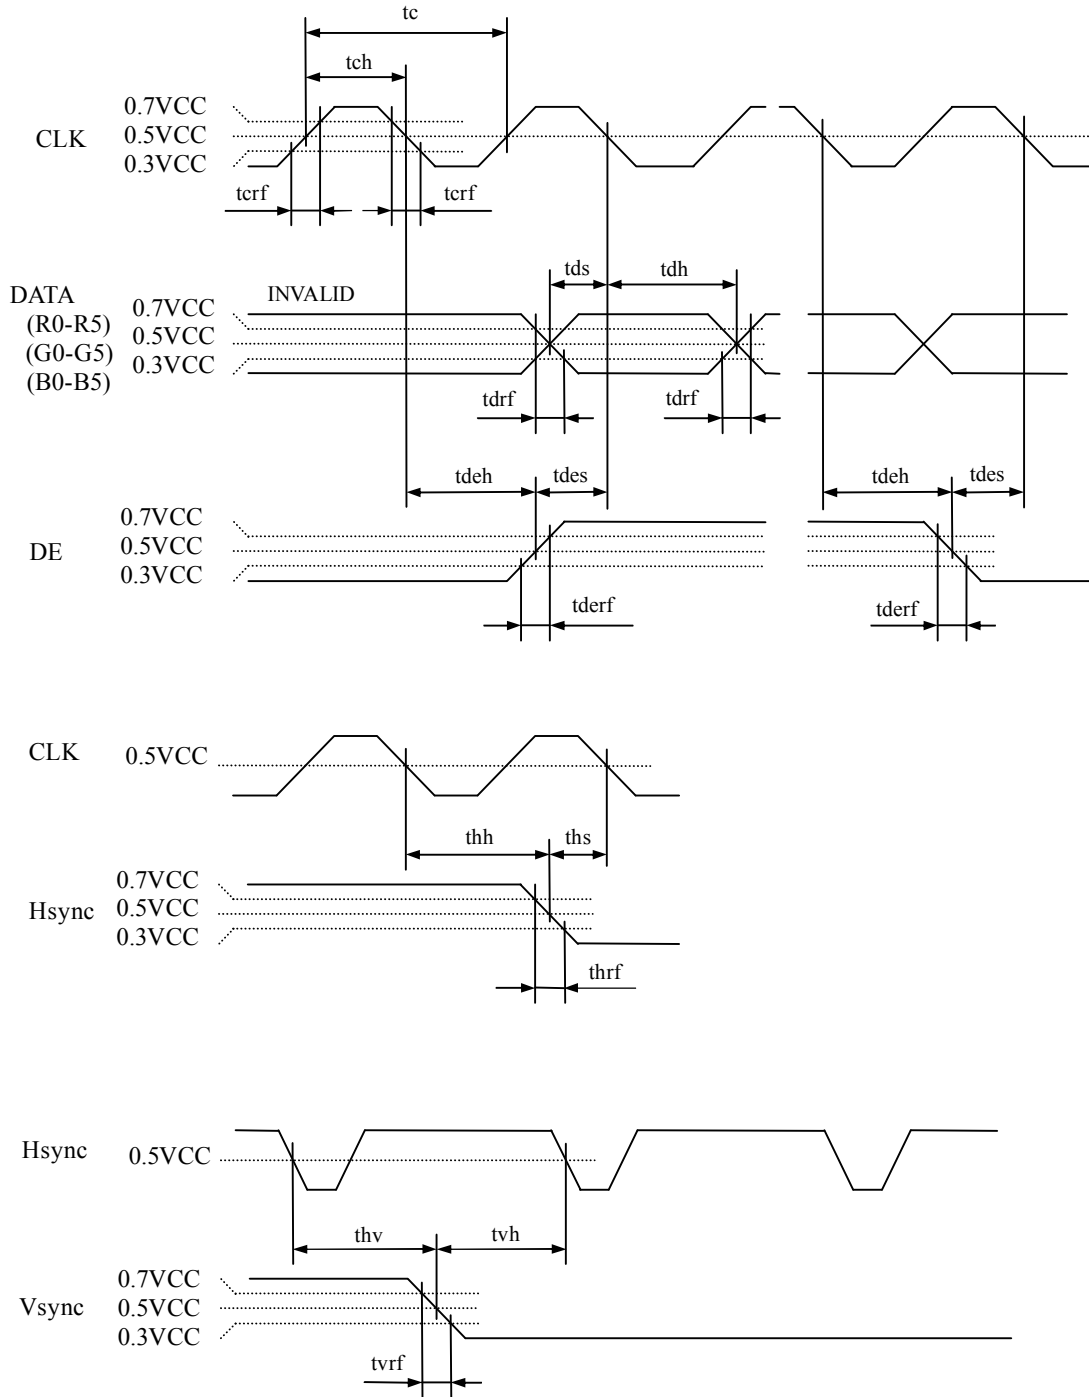 tc
tch
0.7VCC
CLK
0.5VCC
0.3VCC
tcrf
tcrf
tds
tdh
DATA
0.7VCC
INVALID
(R0-R5)
0.5VCC
(G0-G5)
0.3VCC
(B0-B5)
tdrf
tdrf
tdeh
tdes
tdeh
tdes
0.7VCC
DE
0.5VCC
0.3VCC
tderf
tderf
CLK
0.5VCC
thh
ths
0.7VCC
Hsync
0.5VCC
0.3VCC
thrf
Hsync
0.5VCC
thv
tvh
0.7VCC
Vsync
0.5VCC
0.3VCC
tvrf